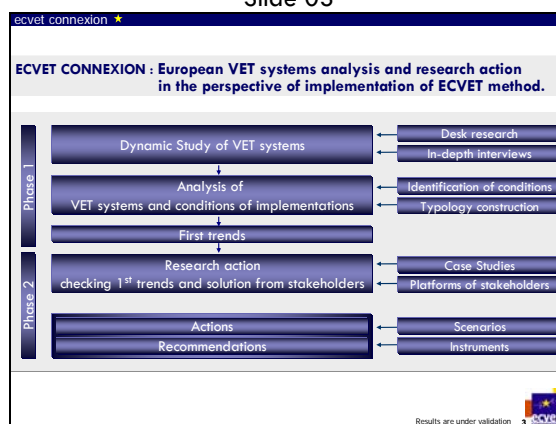 Slide 03
ecvet connexion
ECVET CONNEXION : European VET systems analysis and research action
in the perspective of implementation of ECVET method.
Phase 1
Dynamic Study of VET systems
Desk research
In-depth interviews
Analysis of
VET systems and conditions of implementations
Identification of conditions
Typology construction
First trends
Phase 2
Research action
checking 1st trends and solution from stakeholders
Case Studies
Platforms of stakeholders
Actions
Scenarios
Recommendations
Instruments
Results are under validation 3
ecvet